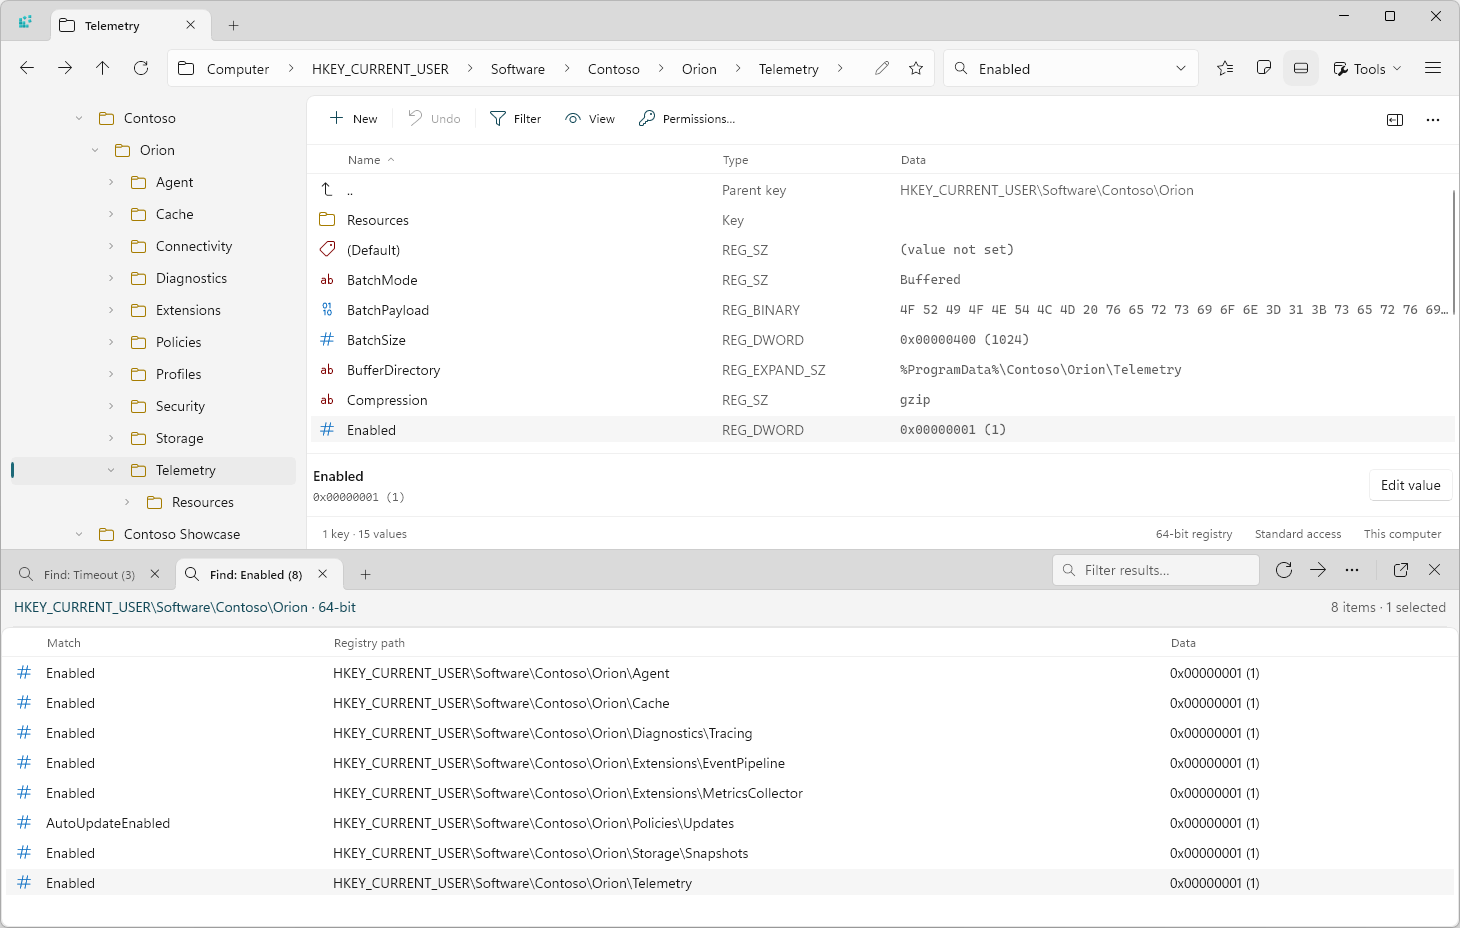 Telemetry
Computer > HKEY_CURRENT_USER > Software > Contoso > Orion > Telemetry >
Enabled
Tools
Contoso
Orion
Agent
Cache
Connectivity
Diagnostics
Extensions
Policies
Profiles
Security
Storage
Telemetry
Resources
Contoso Showcase
New Undo Filter View Permissions...
Name Type Data
.. Parent key HKEY_CURRENT_USER\Software\Contoso\Orion
Resources Key
(Default) REG_SZ (value not set)
ab BatchMode REG_SZ Buffered
01 10 BatchPayload REG_BINARY 4F 52 49 4F 4E 54 4C 4D 20 76 65 72 73 69 6F 6E 3D 31 3B 73 65 72 76 69...
# BatchSize REG_DWORD 0x00000400 (1024)
ab BufferDirectory REG_EXPAND_SZ %ProgramData%\Contoso\Orion\Telemetry
ab Compression REG_SZ gzip
# Enabled REG_DWORD 0x00000001 (1)
Enabled
0x00000001 (1)
Edit value
1 key · 15 values
64-bit registry Standard access This computer
Find: Timeout (3) Find: Enabled (8)
Filter results...
HKEY_CURRENT_USER\Software\Contoso\Orion · 64-bit
8 items · 1 selected
Match Registry path Data
# Enabled HKEY_CURRENT_USER\Software\Contoso\Orion\Agent 0x00000001 (1)
# Enabled HKEY_CURRENT_USER\Software\Contoso\Orion\Cache 0x00000001 (1)
# Enabled HKEY_CURRENT_USER\Software\Contoso\Orion\Diagnostics\Tracing 0x00000001 (1)
# Enabled HKEY_CURRENT_USER\Software\Contoso\Orion\Extensions\EventPipeline 0x00000001 (1)
# Enabled HKEY_CURRENT_USER\Software\Contoso\Orion\Extensions\MetricsCollector 0x00000001 (1)
# AutoUpdateEnabled HKEY_CURRENT_USER\Software\Contoso\Orion\Policies\Updates 0x00000001 (1)
# Enabled HKEY_CURRENT_USER\Software\Contoso\Orion\Storage\Snapshots 0x00000001 (1)
# Enabled HKEY_CURRENT_USER\Software\Contoso\Orion\Telemetry 0x00000001 (1)